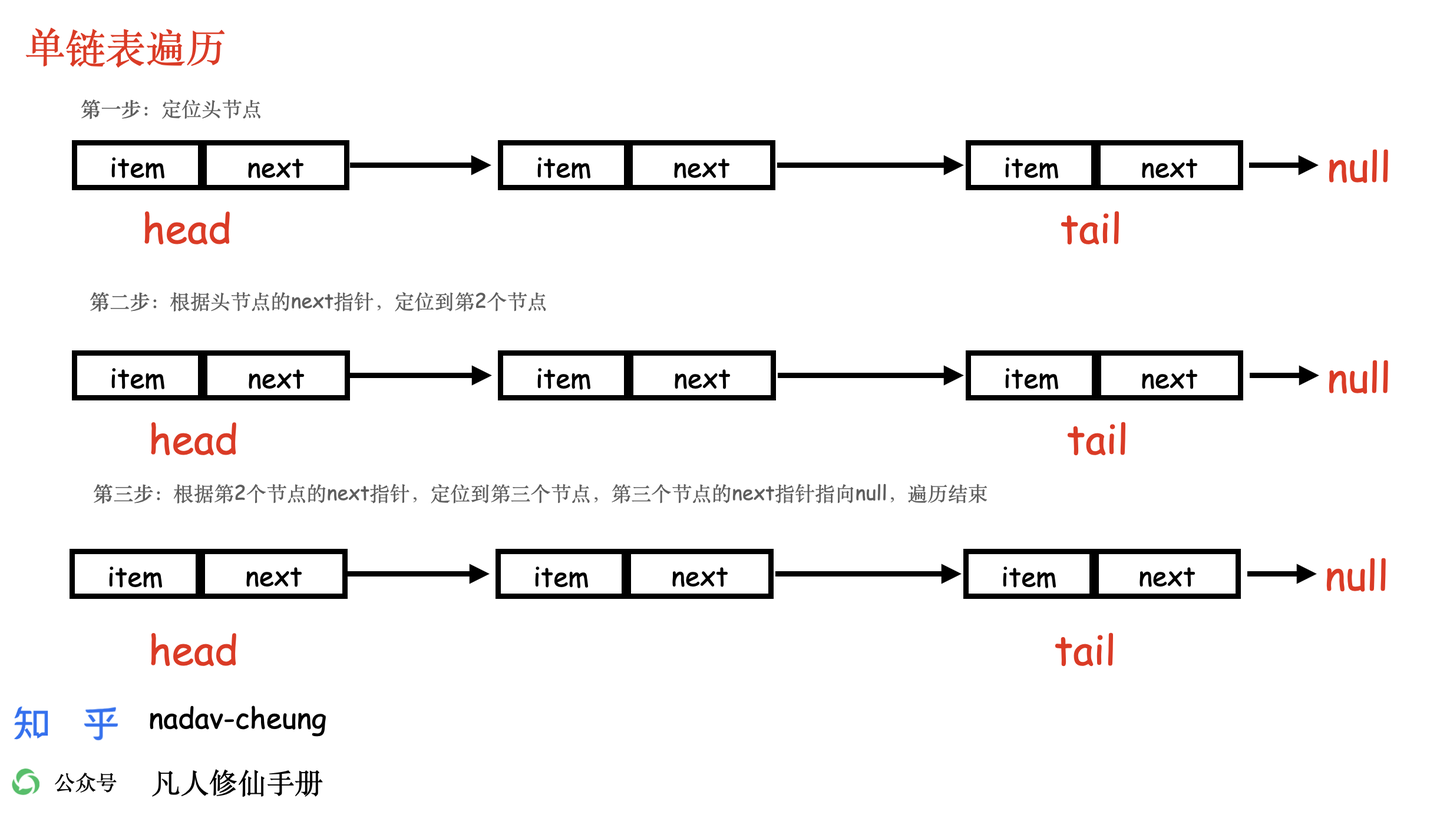 单链表遍历
第一步：定位头节点
item next item next item next null
head tail
第二步：根据头节点的next指针，定位到第2个节点
item next item next item next null
head tail
第三步：根据第2个节点的next指针，定位到第三个节点，第三个节点的next指针指向null，遍历结束
item next item next item next null
head tail
知 乎 nadav-cheung
公众号 凡人修仙手册